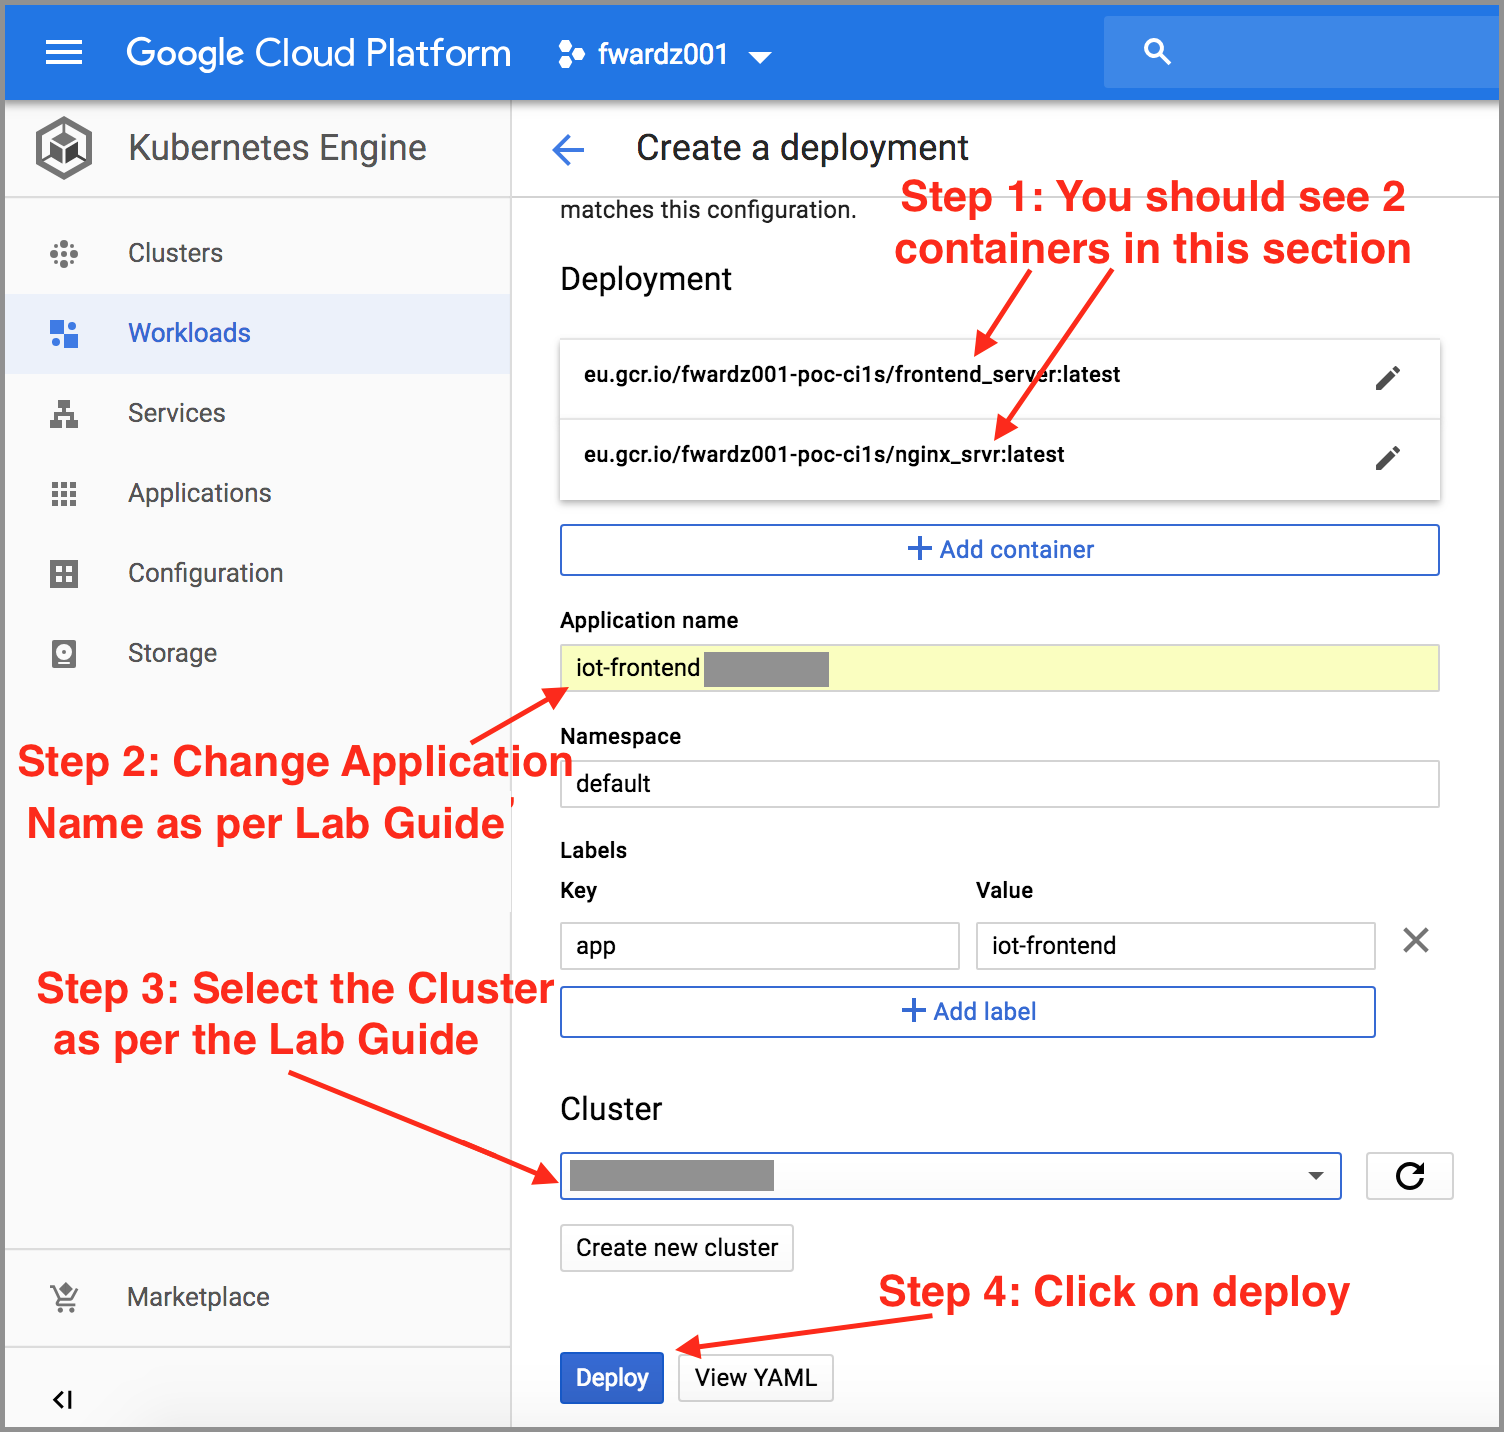 Google Cloud Platform
fwardz001
Kubernetes Engine
Create a deployment
Clusters
Workloads
Services
Applications
Configuration
Storage
Marketplace
matches this configuration.
Step 1: You should see 2
containers in this section
Deployment
eu.gcr.io/fwardz001-poc-ci1s/frontend_server:latest
eu.gcr.io/fwardz001-poc-ci1s/nginx_srvr:latest
Add container
Application name
iot-frontend
Step 2: Change Application
Name as per Lab Guide
Namespace
default
Labels
Key
Value
app
iot-frontend
Add label
Step 3: Select the Cluster
as per the Lab Guide
Cluster
Create new cluster
Step 4: Click on deploy
Deploy
View YAML